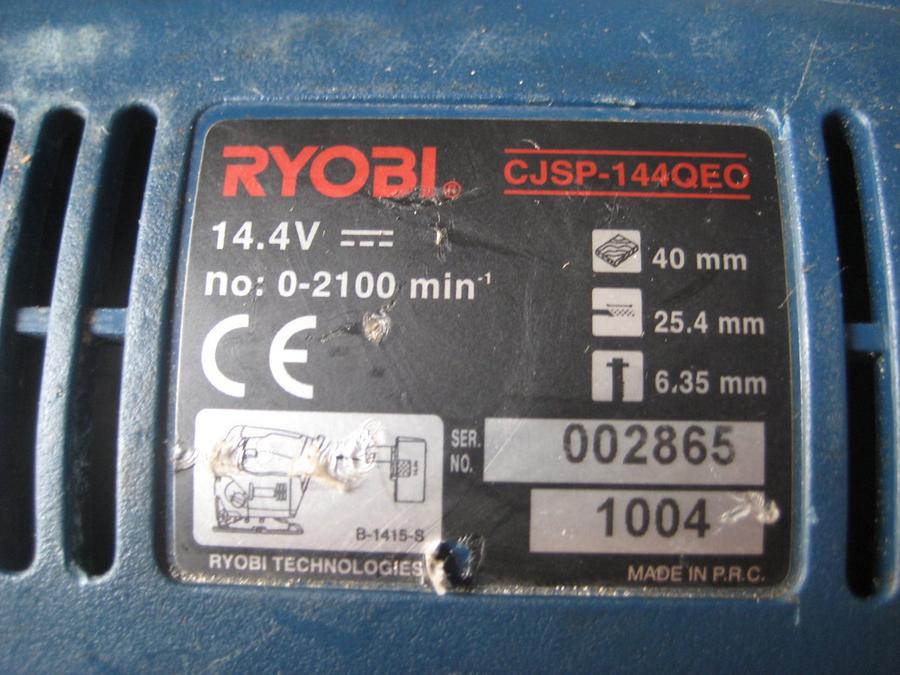 RYOBI®
CJSP-144QEO
14.4V
40 mm
no: 0-2100 min⁻¹
25.4 mm
6.35 mm
CE
SER. NO. 002865
1004
B-1415-S
RYOBI TECHNOLOGIES
MADE IN P.R.C.